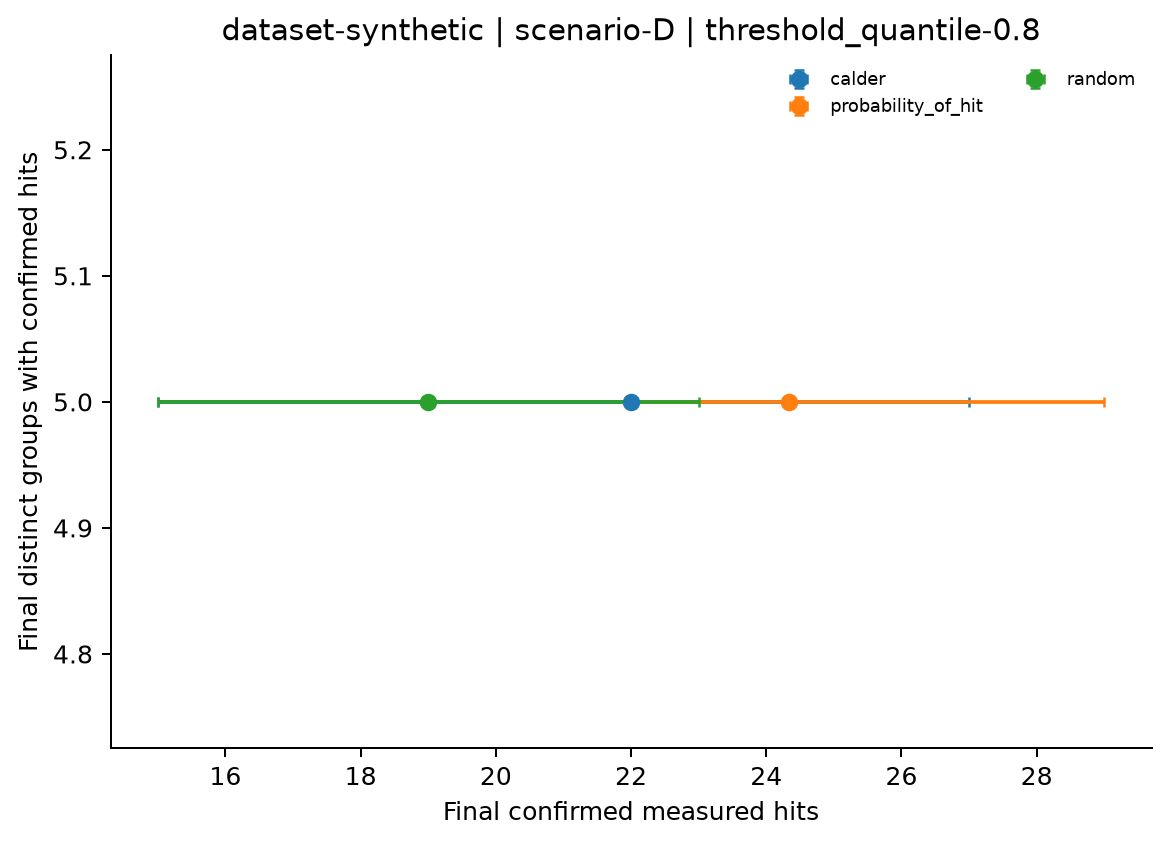 dataset-synthetic | scenario-D | threshold_quantile-0.8
calder
probability_of_hit
random
Final distinct groups with confirmed hits
5.2
5.1
5.0
4.9
4.8
16 18 20 22 24 26 28
Final confirmed measured hits